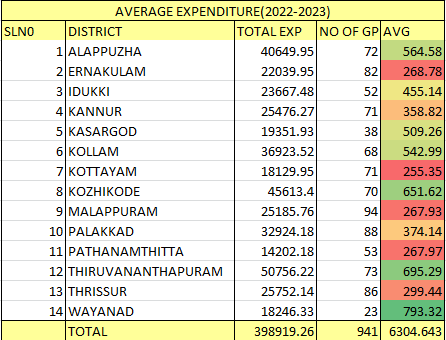 AVERAGE EXPENDITURE(2022-2023)
SLN0 DISTRICT TOTAL EXP NO OF GP AVG
1 ALAPPUZHA 40649.95 72 564.58
2 ERNAKULAM 22039.95 82 268.78
3 IDUKKI 23667.48 52 455.14
4 KANNUR 25476.27 71 358.82
5 KASARGOD 19351.93 38 509.26
6 KOLLAM 36923.52 68 542.99
7 KOTTAYAM 18129.95 71 255.35
8 KOZHIKODE 45613.4 70 651.62
9 MALAPPURAM 25185.76 94 267.93
10 PALAKKAD 32924.18 88 374.14
11 PATHANAMTHITTA 14202.18 53 267.97
12 THIRUVANANTHAPURAM 50756.22 73 695.29
13 THRISSUR 25752.14 86 299.44
14 WAYANAD 18246.33 23 793.32
TOTAL 398919.26 941 6304.643